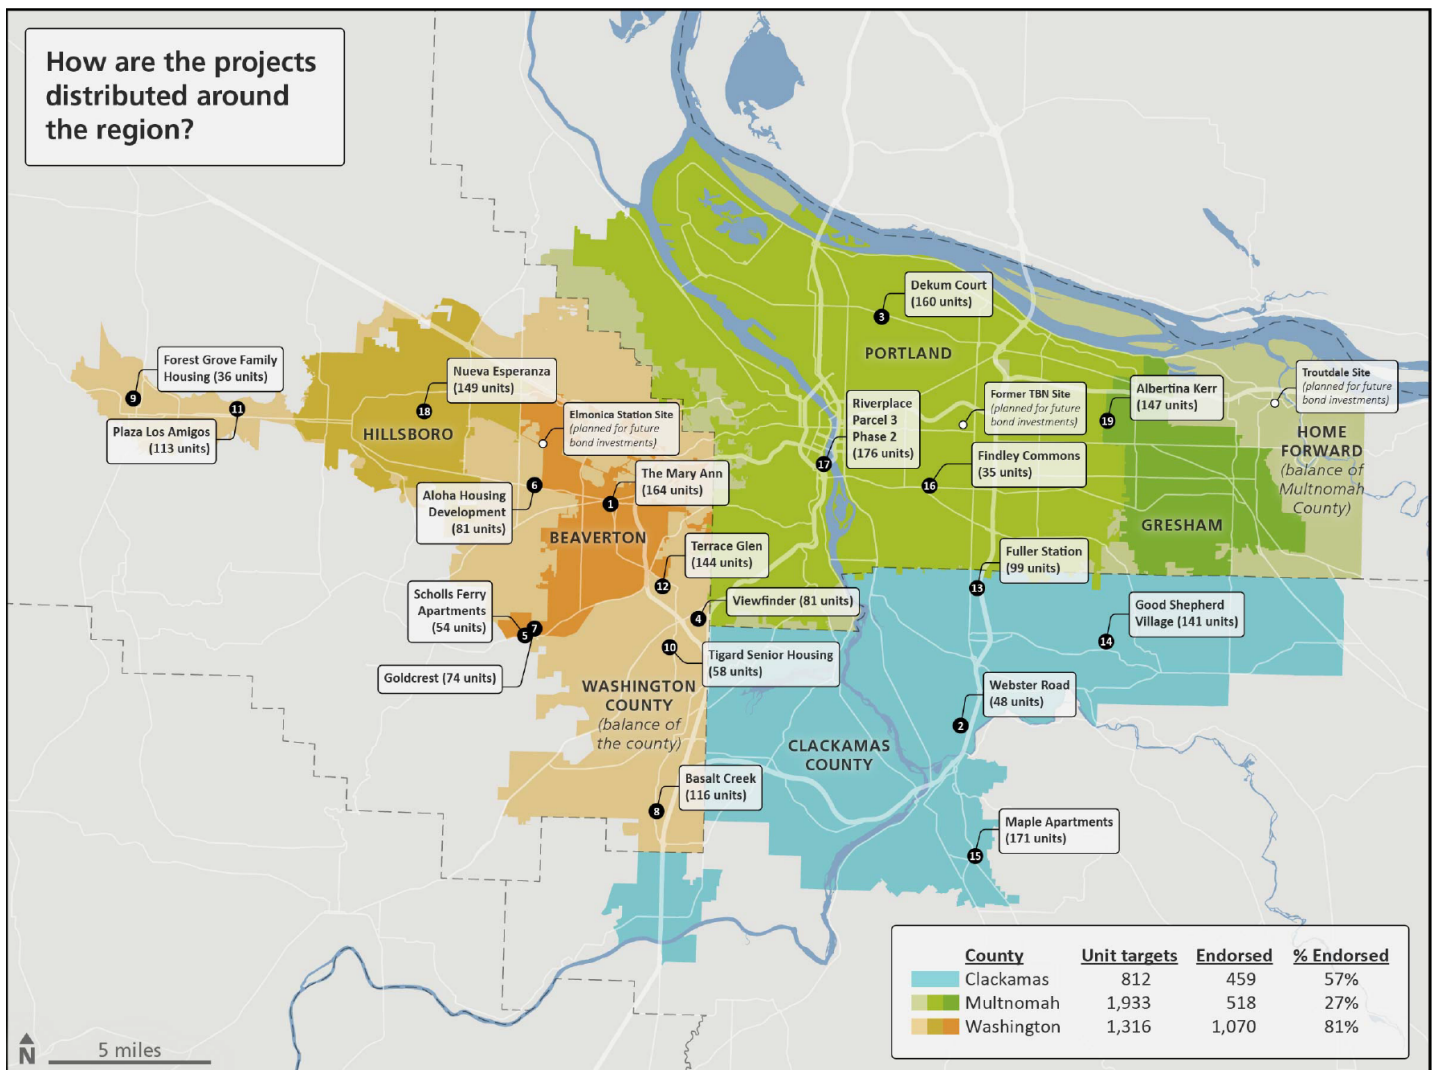 How are the projects
distributed around
the region?
Dekum Court
(160 units)
3
PORTLAND
Forest Grove Family
Housing (36 units)
9
11
Plaza Los Amigos
(113 units)
Nueva Esperanza
(149 units)
18
HILLSBORO
Elmonica Station Site
(planned for future
bond investments)
Riverplace
Parcel 3
Phase 2
(176 units)
17
Former TBN Site
(planned for future
bond investments)
Albertina Kerr
(147 units)
19
Troutdale Site
(planned for future
bond investments)
HOME
FORWARD
(balance of
Multnomah
County)
Findley Commons
(35 units)
16
GRESHAM
The Mary Ann
(164 units)
1
6
Aloha Housing
Development
(81 units)
BEAVERTON
Terrace Glen
(144 units)
12
Fuller Station
(99 units)
13
Scholls Ferry
Apartments
(54 units)
5
7
Goldcrest (74 units)
Viewfinder (81 units)
4
10
Tigard Senior Housing
(58 units)
Good Shepherd
Village (141 units)
14
WASHINGTON
COUNTY
(balance of
the county)
Webster Road
(48 units)
2
CLACKAMAS
COUNTY
Basalt Creek
(116 units)
8
Maple Apartments
(171 units)
15
County Unit targets Endorsed % Endorsed
Clackamas 812 459 57%
Multnomah 1,933 518 27%
Washington 1,316 1,070 81%
N
5 miles